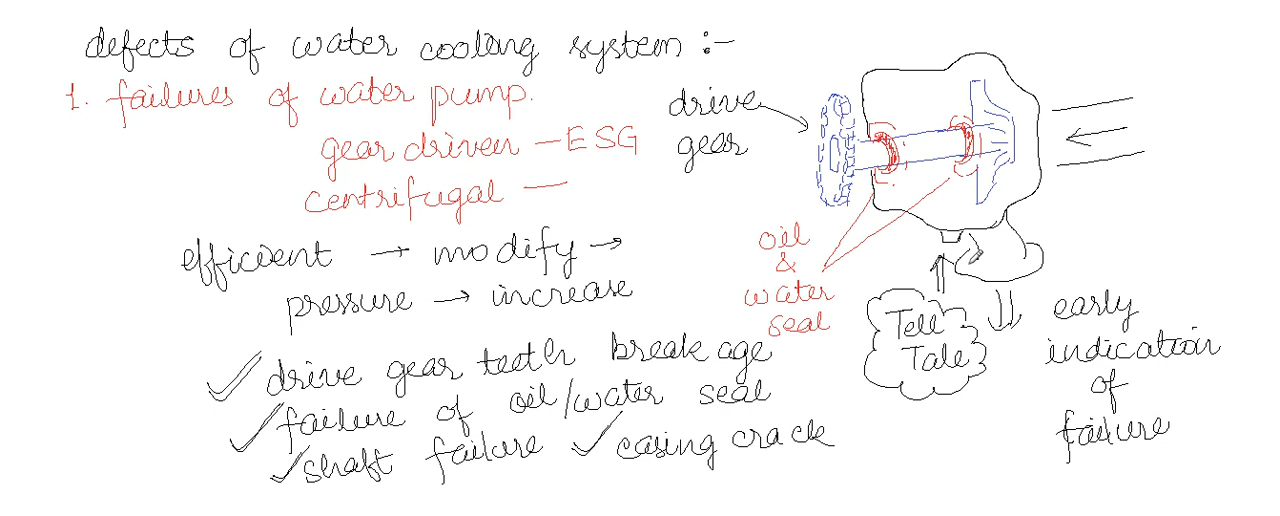 defects of water cooling system :-
1. failures of water pump.
gear driven - ESG
centrifugal -
efficient → modify →
pressure → increase
✓ drive gear teeth breakage
✓ failure of oil/water seal
✓ shaft failure ✓ casing crack
drive
gear
oil
&
water
seal
Tell
Tale
early
indication
of
failure